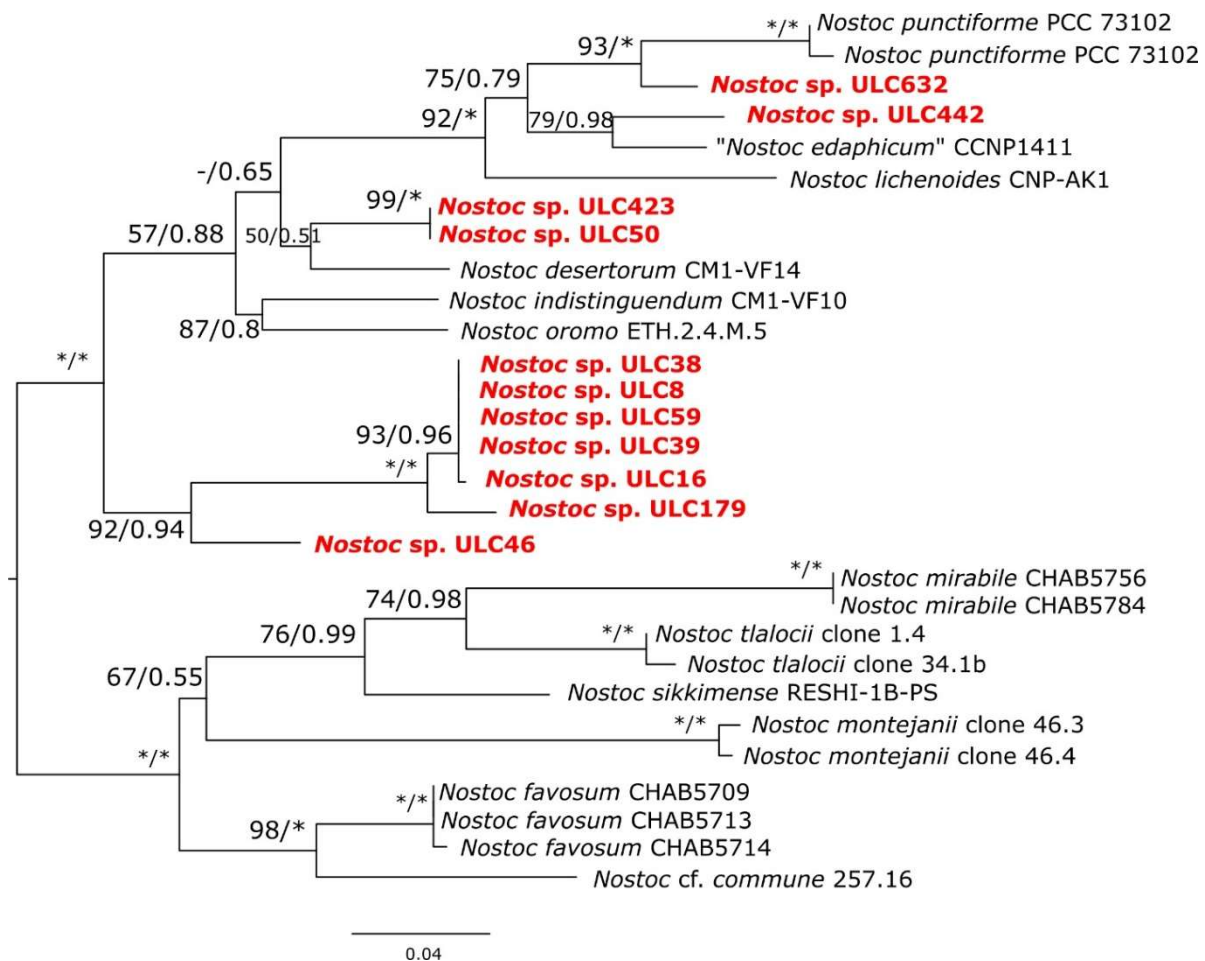 */*
Nostoc punctiforme PCC 73102
93/*
Nostoc punctiforme PCC 73102
75/0.79
Nostoc sp. ULC632
92/*
79/0.98
Nostoc sp. ULC442
"Nostoc edaphicum" CCNP1411
-/0.65
Nostoc lichenoides CNP-AK1
99/*
Nostoc sp. ULC423
57/0.88
50/0.51
Nostoc sp. ULC50
Nostoc desertorum CM1-VF14
Nostoc indistinguendum CM1-VF10
87/0.8
Nostoc oromo ETH.2.4.M.5
*/*
Nostoc sp. ULC38
Nostoc sp. ULC8
Nostoc sp. ULC59
93/0.96
Nostoc sp. ULC39
*/*
Nostoc sp. ULC16
Nostoc sp. ULC179
92/0.94
Nostoc sp. ULC46
*/*
Nostoc mirabile CHAB5756
74/0.98
Nostoc mirabile CHAB5784
76/0.99
*/*
Nostoc tlalocii clone 1.4
Nostoc tlalocii clone 34.1b
67/0.55
Nostoc sikkimense RESHI-1B-PS
*/*
Nostoc montejanii clone 46.3
*/*
Nostoc montejanii clone 46.4
Nostoc favosum CHAB5709
*/*
Nostoc favosum CHAB5713
98/*
Nostoc favosum CHAB5714
Nostoc cf. commune 257.16
0.04